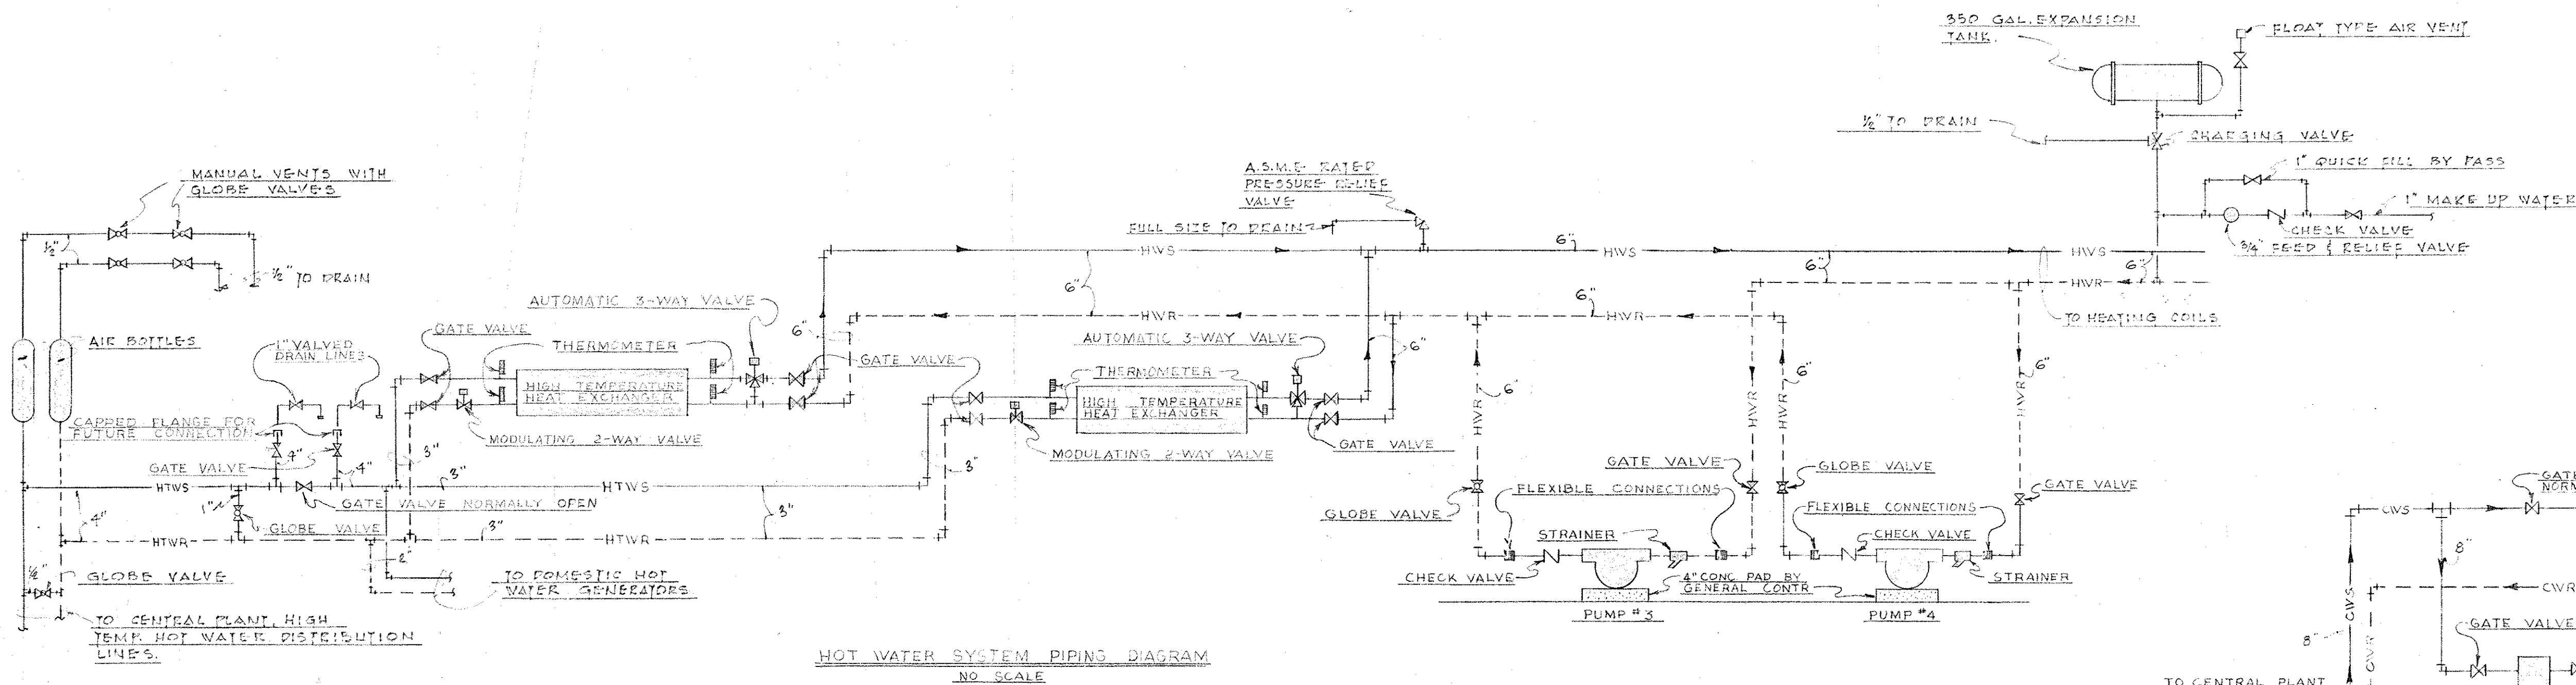 350 GAL. EXPANSION
TANK.
FLOAT TYPE AIR VENT
½" TO DRAIN
CHARGING VALVE
1" QUICK FILL BY PASS
1" MAKE UP WATER
CHECK VALVE
¾" FEED & RELIEF VALVE
MANUAL VENTS WITH
GLOBE VALVES
½"
½" TO DRAIN
A.S.M.E RATED
PRESSURE RELIEF
VALVE
FULL SIZE TO DRAIN
HWS
6"
HWS
6"
6"
HWS
HWR
TO HEATING COILS
AUTOMATIC 3-WAY VALVE
6"
6"
HWR
6"
HWR
AIR BOTTLES
1" VALVED
DRAIN LINES
GATE VALVE
THERMOMETER
GATE VALVE
AUTOMATIC 3-WAY VALVE
6"
THERMOMETER
HIGH TEMPERATURE
HEAT EXCHANGER
HIGH TEMPERATURE
HEAT EXCHANGER
6"
HWR
HWR
6"
HWR
6"
HWR
CAPPED FLANGE FOR
FUTURE CONNECTION
MODULATING 2-WAY VALVE
GATE VALVE
MODULATING 2-WAY VALVE
GATE VALVE
4"
4"
3"
3"
3"
HTWS
1"
GATE VALVE NORMALLY OPEN
HTWS
GATE VALVE
GLOBE VALVE
GATE VALVE
4"
GLOBE VALVE
3"
3"
FLEXIBLE CONNECTIONS
FLEXIBLE CONNECTIONS
GLOBE VALVE
HTWR
HTWR
STRAINER
CHECK VALVE
2"
½"
GLOBE VALVE
TO DOMESTIC HOT
WATER GENERATORS
CHECK VALVE
4" CONC PAD BY
GENERAL CONTR
STRAINER
PUMP #3
PUMP #4
TO CENTRAL PLANT, HIGH
TEMP. HOT WATER DISTRIBUTION
LINES.
HOT WATER SYSTEM PIPING DIAGRAM
NO SCALE
CWS
8"
CWR
CWS
8"
CWR
GATE VALVE
TO CENTRAL PLANT